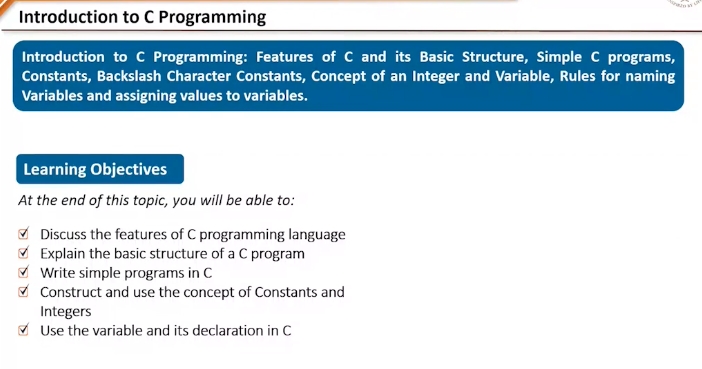 Introduction to C Programming
Introduction to C Programming: Features of C and its Basic Structure, Simple C programs,
Constants, Backslash Character Constants, Concept of an Integer and Variable, Rules for naming
Variables and assigning values to variables.
Learning Objectives
At the end of this topic, you will be able to:
Discuss the features of C programming language
Explain the basic structure of a C program
Write simple programs in C
Construct and use the concept of Constants and
Integers
Use the variable and its declaration in C